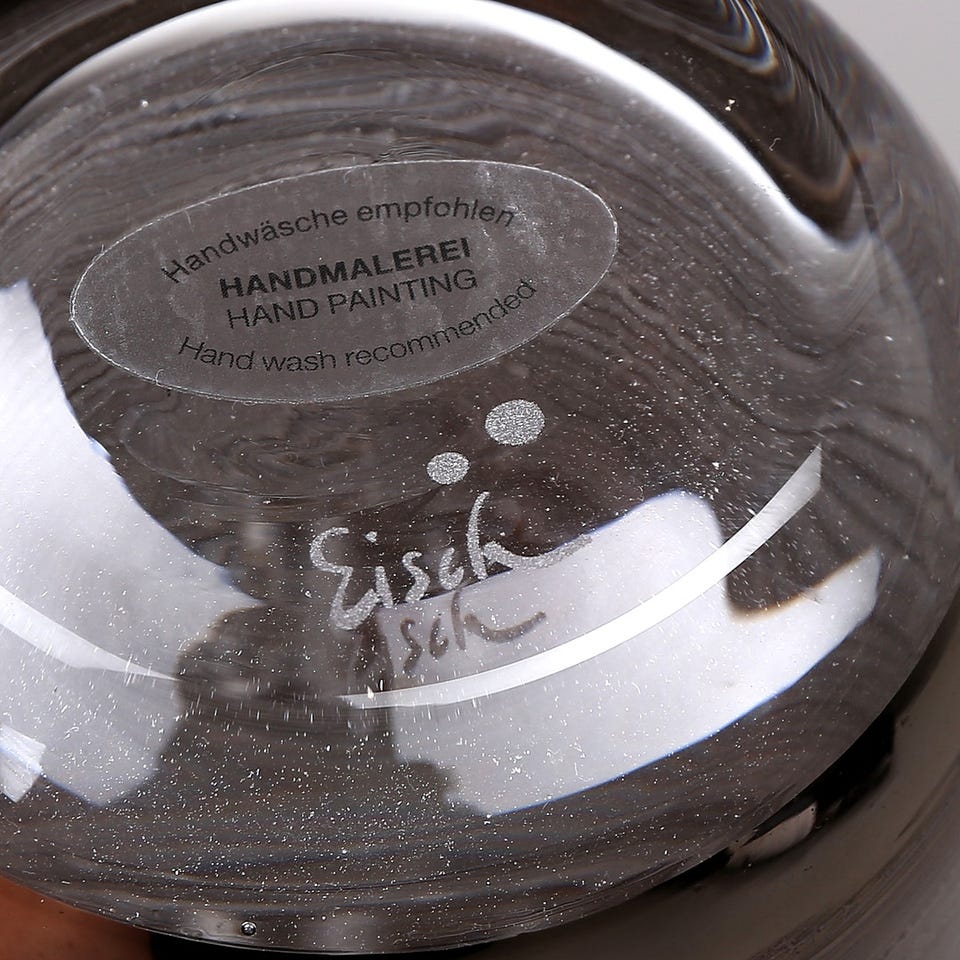 Handwäsche empfohlen
HANDMALEREI
HAND PAINTING
Hand wash recommended
Eisch